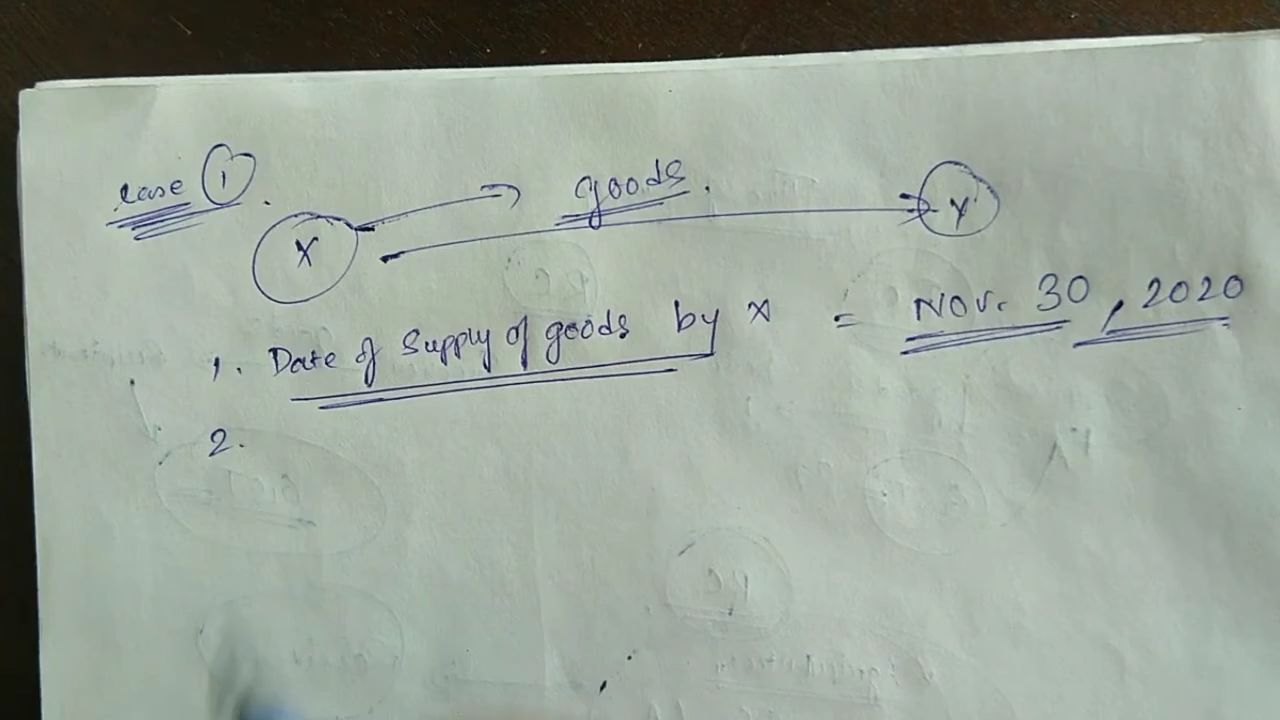 Case 1.
X goods. Y
1. Date of Supply of goods by X = Nov. 30, 2020
2.